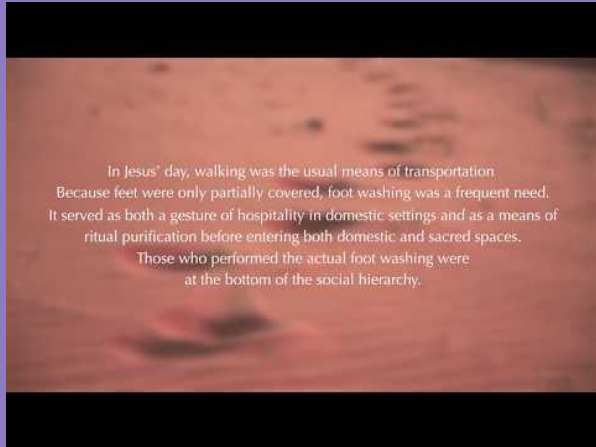 In Jesus' day, walking was the usual means of transportation
Because feet were only partially covered, foot washing was a frequent need.
It served as both a gesture of hospitality in domestic settings and as a means of
ritual purification before entering both domestic and sacred spaces.
Those who performed the actual foot washing were
at the bottom of the social hierarchy.